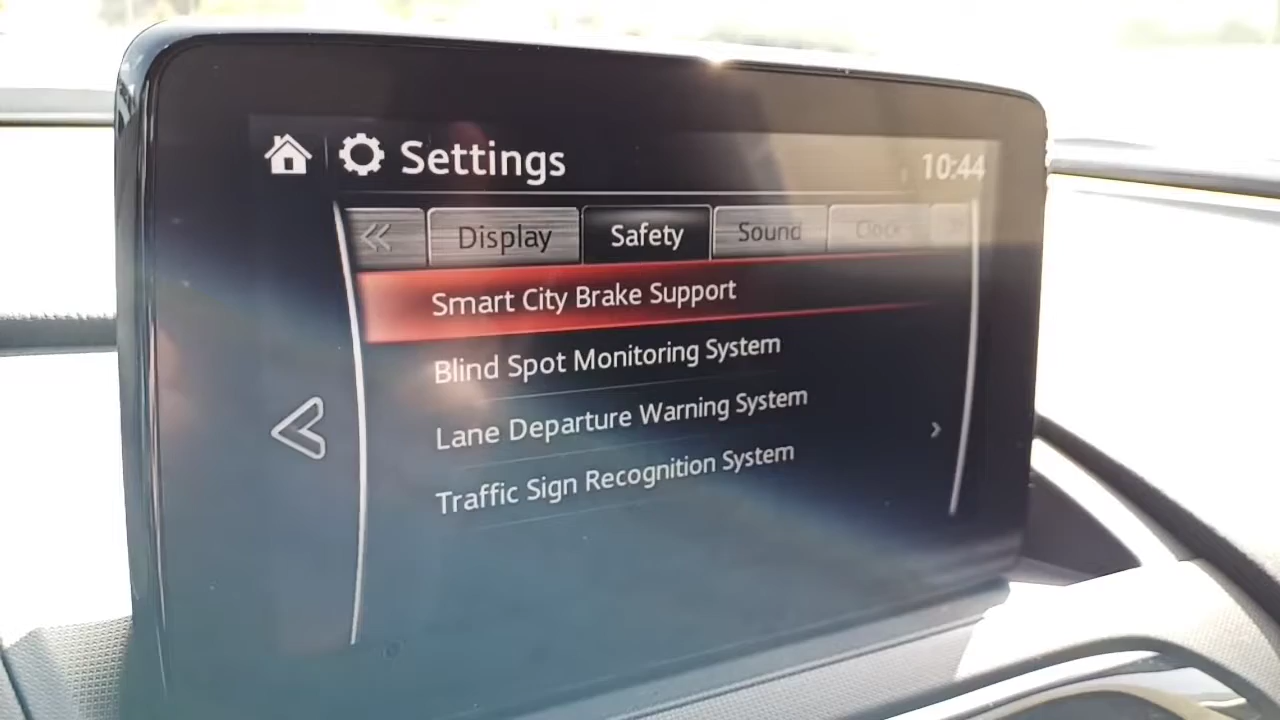 Settings
10:44
Display
Safety
Sound
Clock
Smart City Brake Support
Blind Spot Monitoring System
Lane Departure Warning System
Traffic Sign Recognition System